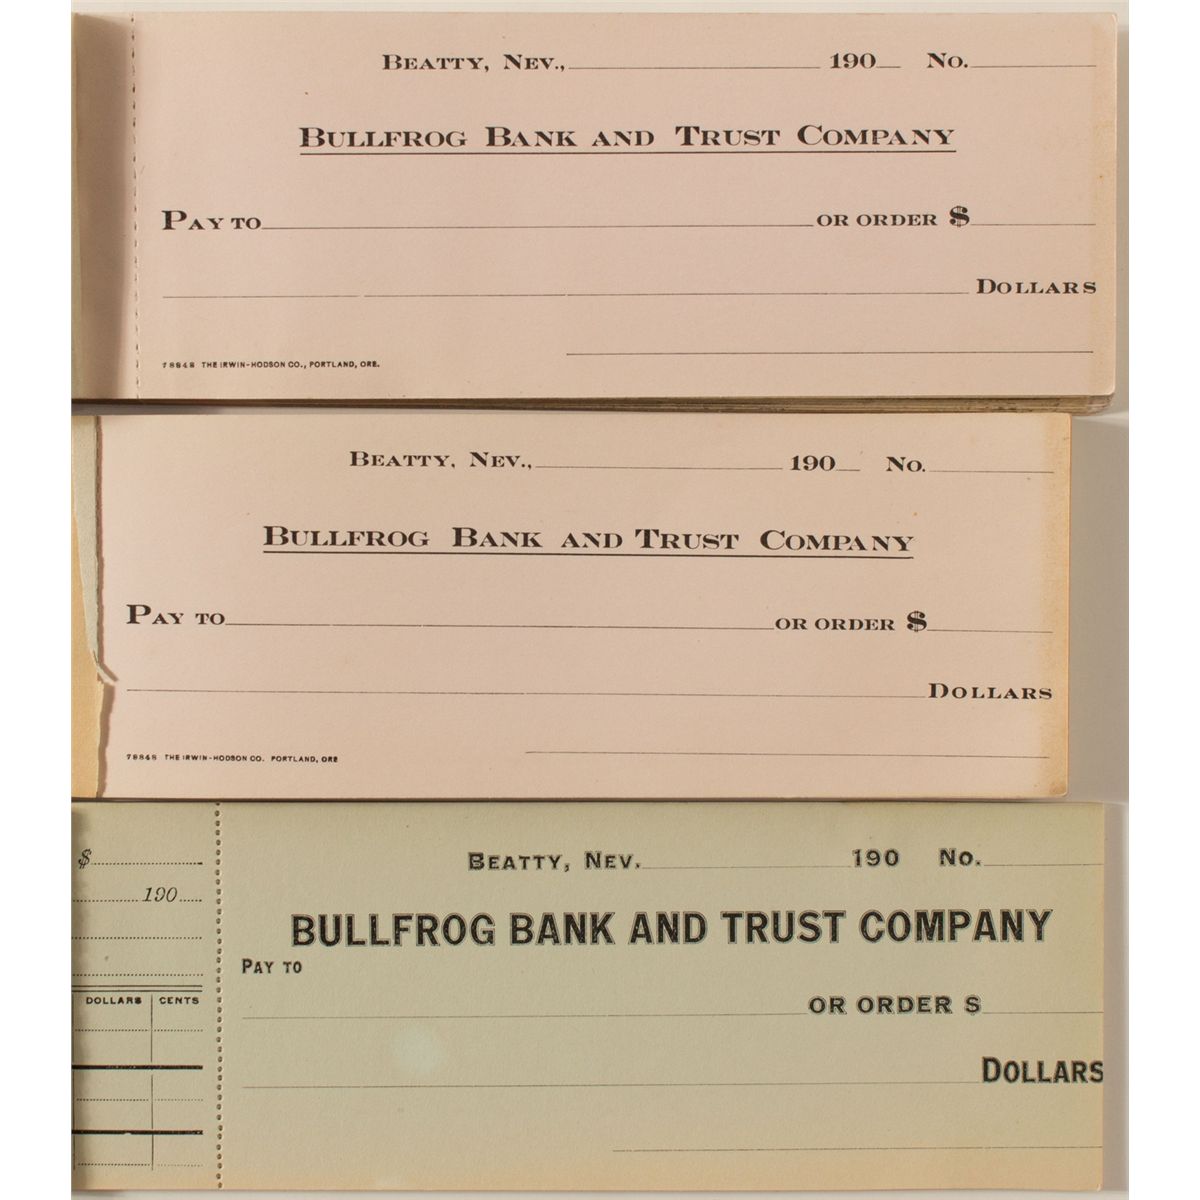 BEATTY, NEV., 190 NO.
BULLFROG BANK AND TRUST COMPANY
PAY TO OR ORDER $
DOLLARS
78848 THE IRWIN-HODSON CO., PORTLAND, ORE.
BEATTY, NEV., 190 NO.
BULLFROG BANK AND TRUST COMPANY
PAY TO OR ORDER $
DOLLARS
78848 THE IRWIN-HODSON CO. PORTLAND, ORE
$
190
DOLLARS CENTS
BEATTY, NEV. 190 NO.
BULLFROG BANK AND TRUST COMPANY
PAY TO
OR ORDER $
DOLLARS